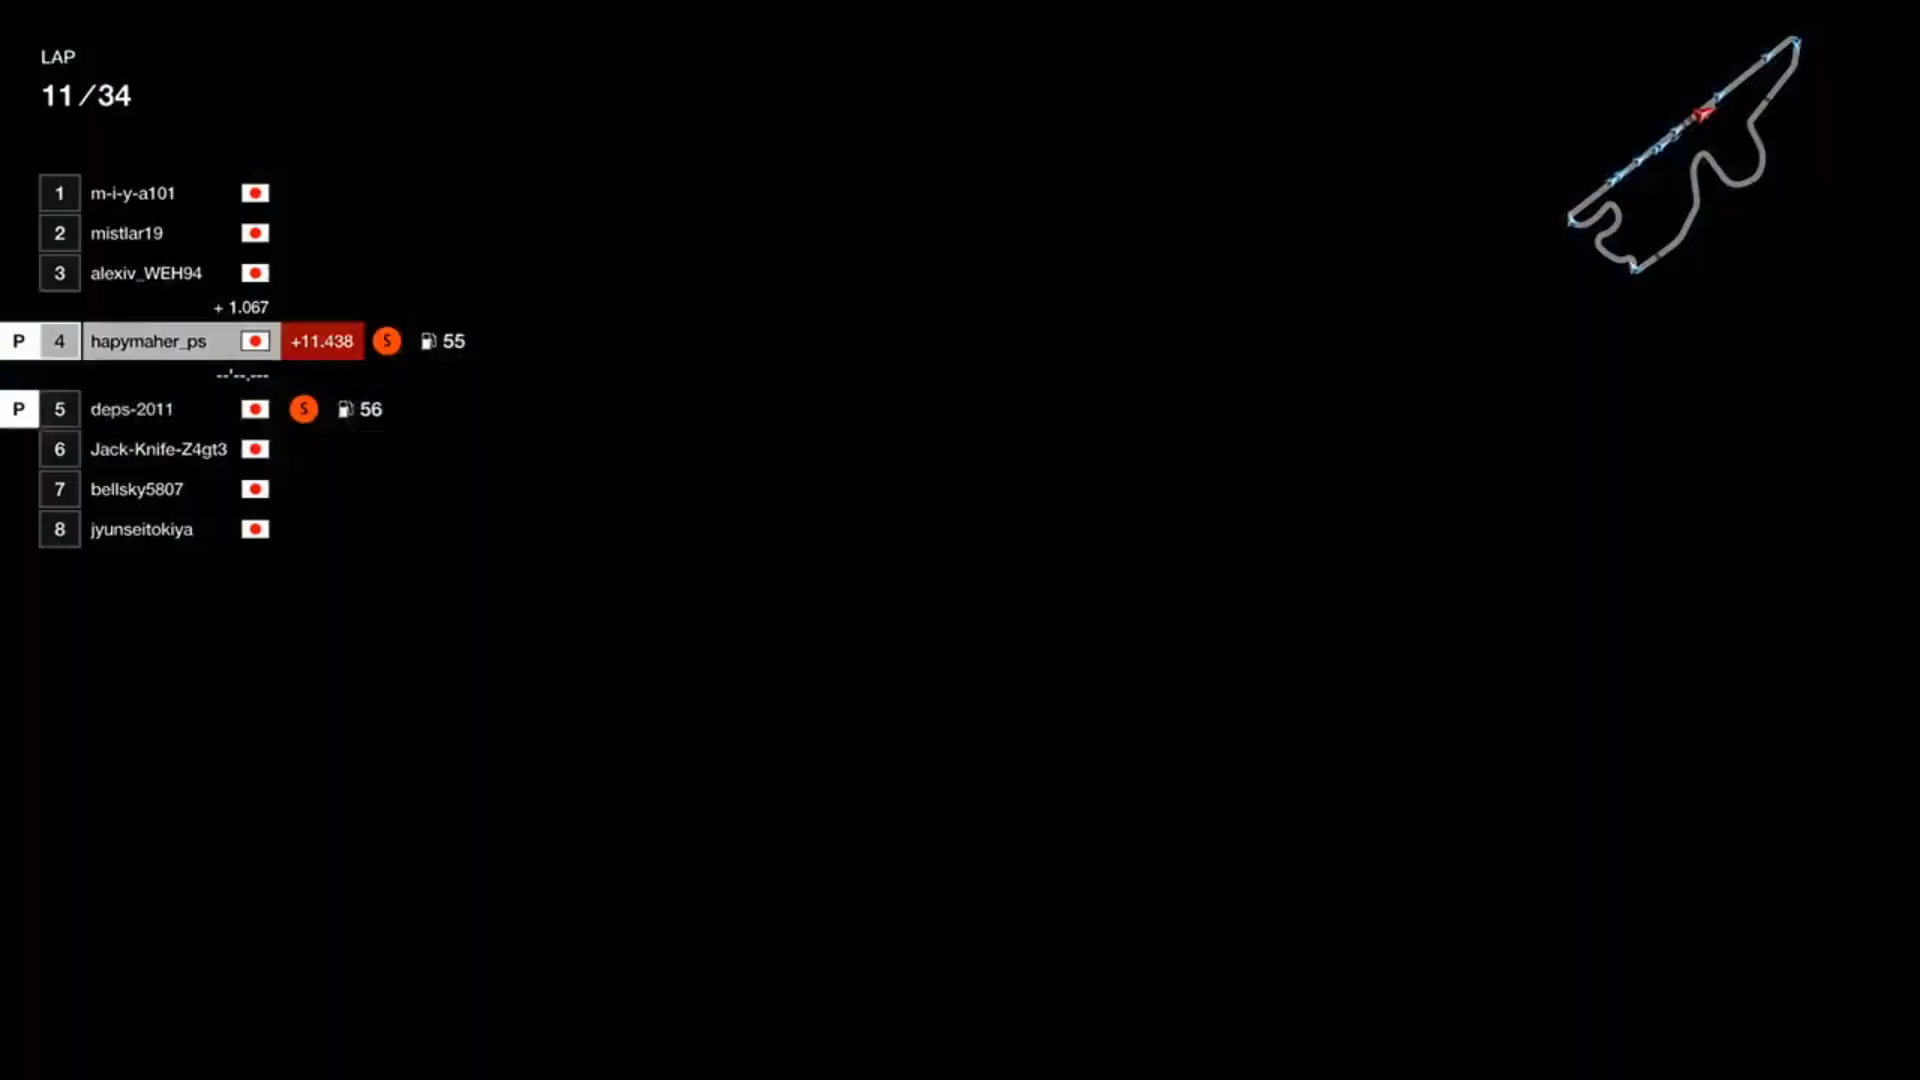 LAP
11/34
1 m-i-y-a101
2 mistlar19
3 alexiv_WEH94
+ 1.067
P 4 hapymaher_ps +11.438 S 55
--'--.---
P 5 deps-2011 S 56
6 Jack-Knife-Z4gt3
7 bellsky5807
8 jyunseitokiya